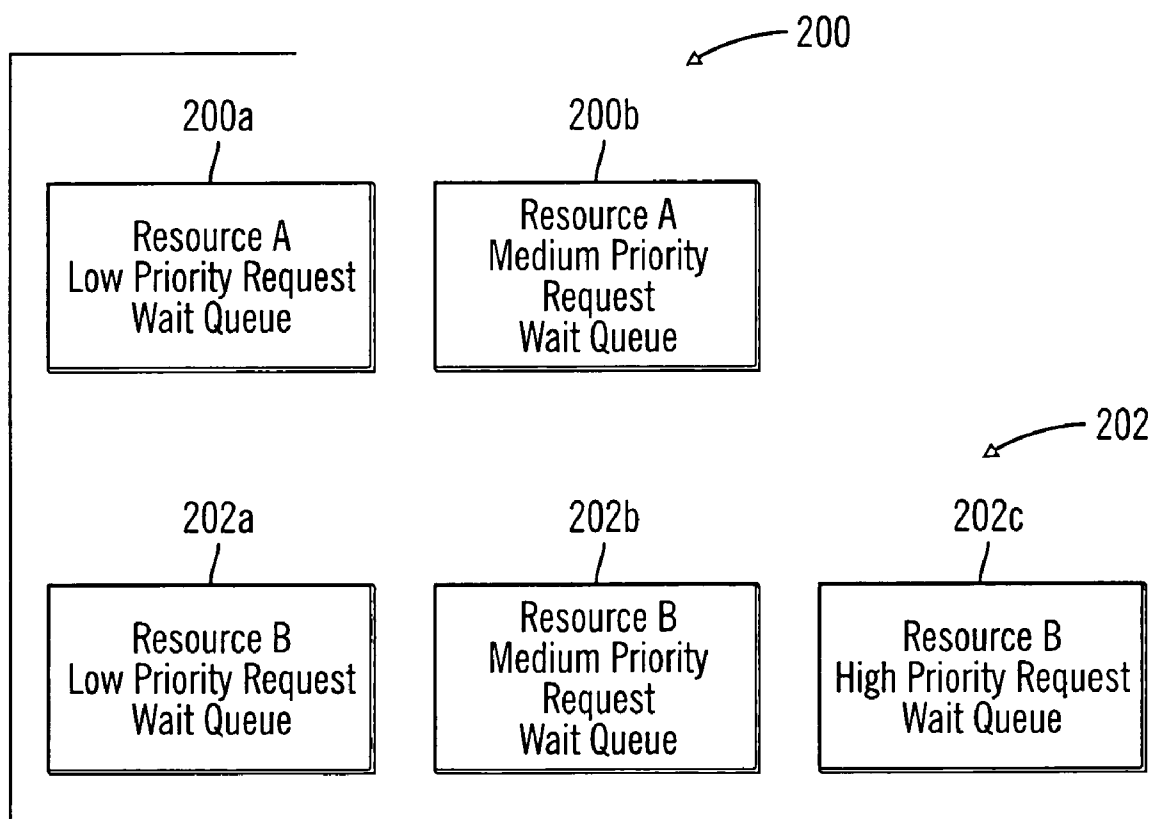 200
200a
200b
Resource A
Low Priority Request
Wait Queue
Resource A
Medium Priority
Request
Wait Queue
202
202a
202b
202c
Resource B
Low Priority Request
Wait Queue
Resource B
Medium Priority
Request
Wait Queue
Resource B
High Priority Request
Wait Queue